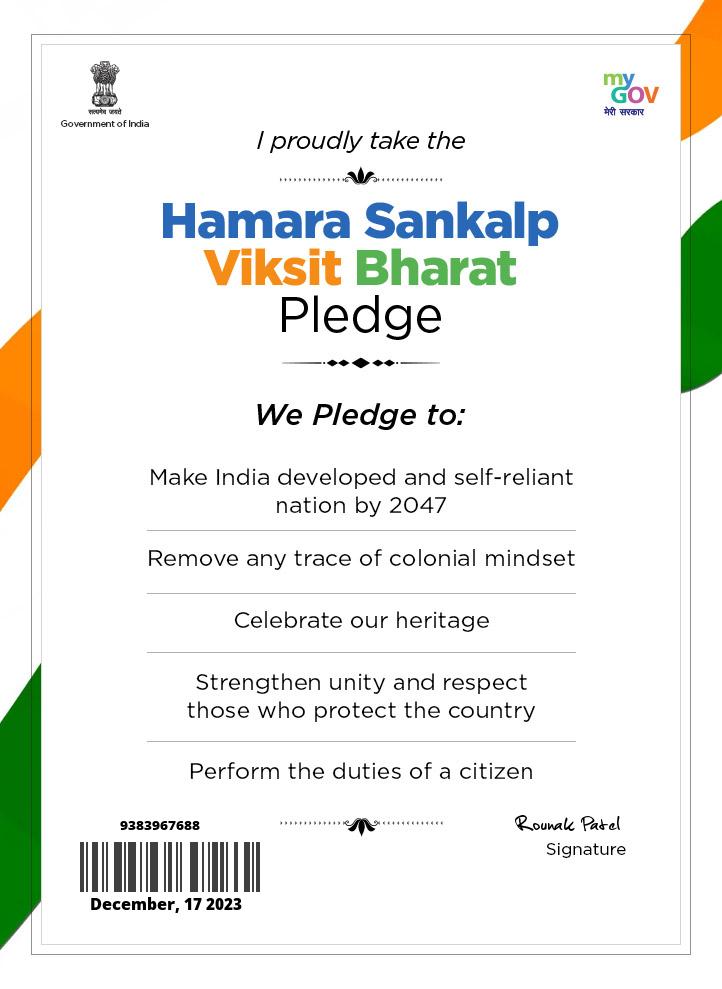 सत्यमेव जयते
Government of India
my
GOV
मेरी सरकार
I proudly take the
Hamara Sankalp
Viksit Bharat
Pledge
We Pledge to:
Make India developed and self-reliant
nation by 2047
Remove any trace of colonial mindset
Celebrate our heritage
Strengthen unity and respect
those who protect the country
Perform the duties of a citizen
9383967688
December, 17 2023
Rounak Patel
Signature